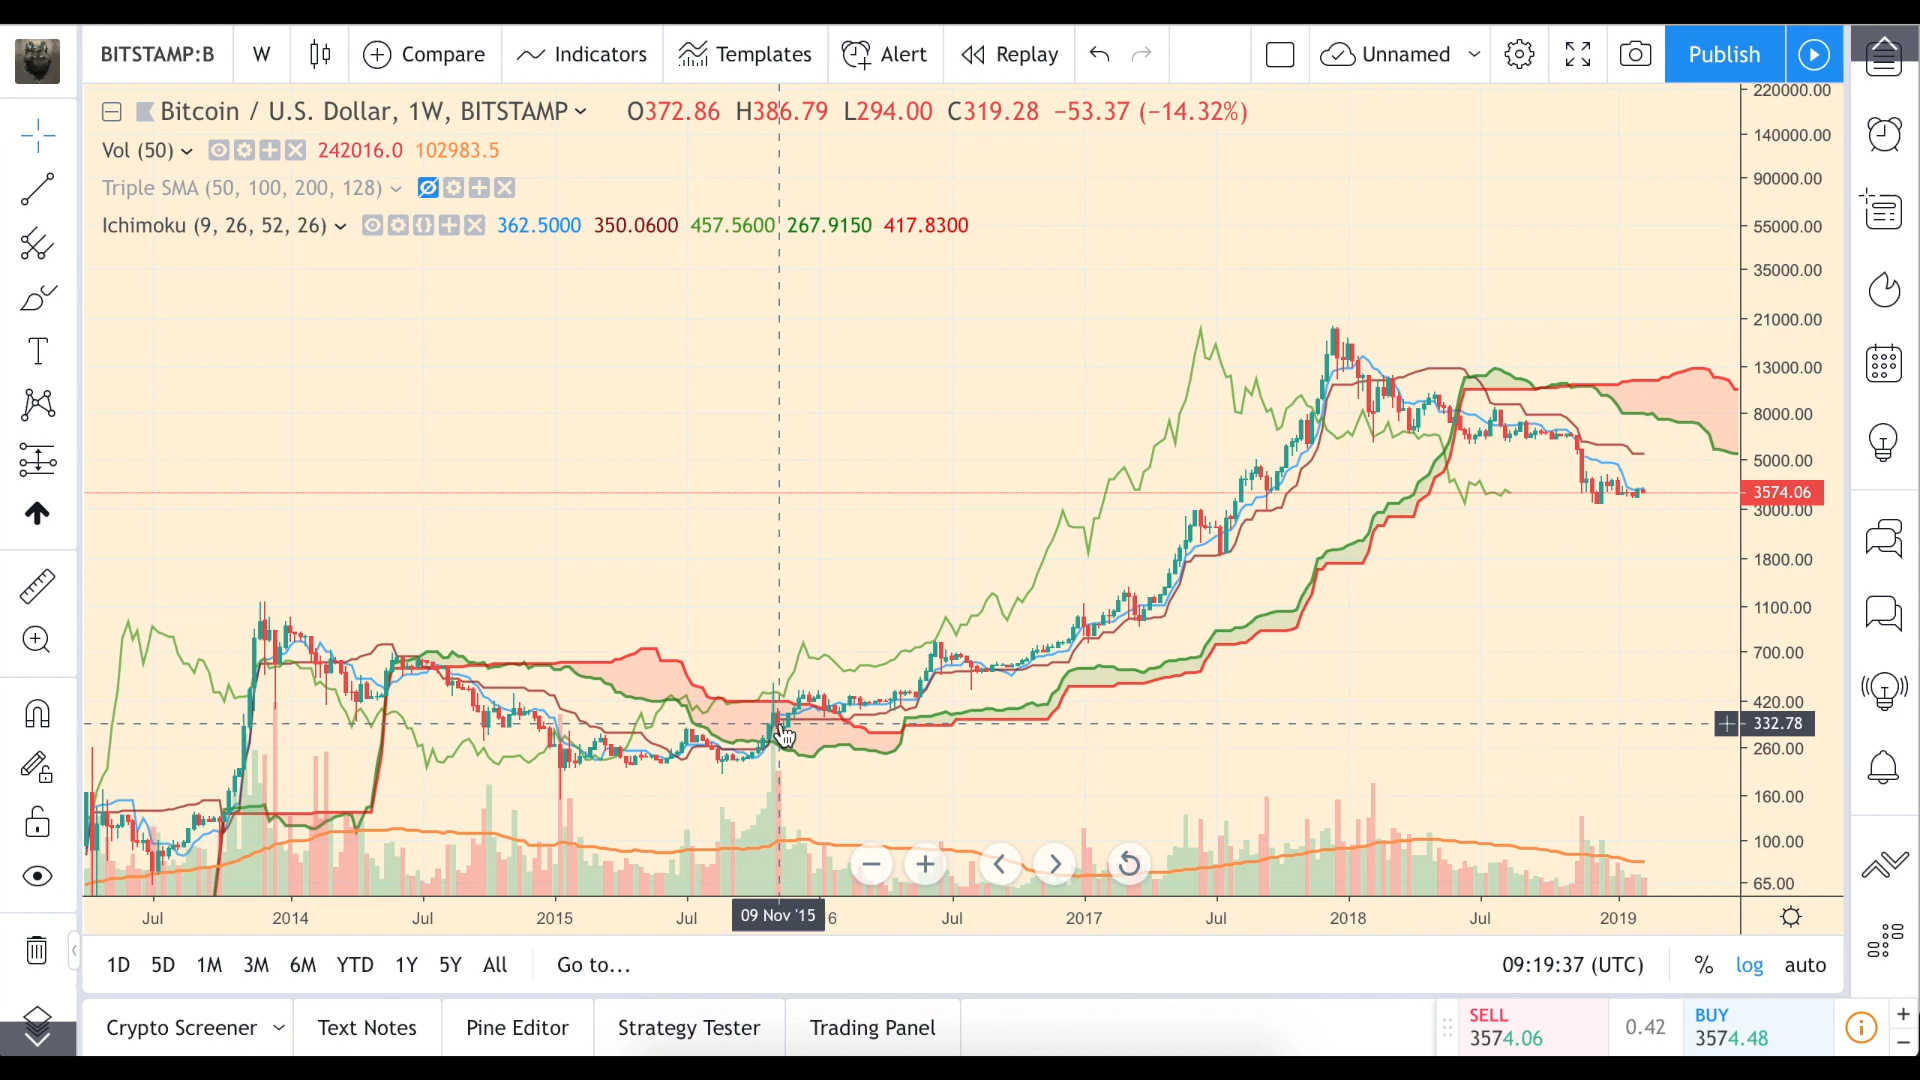 BITSTAMP:B W Compare Indicators Templates Alert Replay Unnamed Publish
Bitcoin / U.S. Dollar, 1W, BITSTAMP O372.86 H386.79 L294.00 C319.28 −53.37 (−14.32%)
Vol (50) 242016.0 102983.5
Triple SMA (50, 100, 200, 128)
Ichimoku (9, 26, 52, 26) {} 362.5000 350.0600 457.5600 267.9150 417.8300
220000.00
140000.00
90000.00
55000.00
35000.00
21000.00
13000.00
8000.00
5000.00
3574.06
3000.00
1800.00
1100.00
700.00
420.00
332.78
260.00
160.00
100.00
65.00
Jul 2014 Jul 2015 Jul 09 Nov '15 6 Jul 2017 Jul 2018 Jul 2019
1D 5D 1M 3M 6M YTD 1Y 5Y All Go to... 09:19:37 (UTC) % log auto
Crypto Screener Text Notes Pine Editor Strategy Tester Trading Panel
SELL
3574.06
0.42
BUY
3574.48